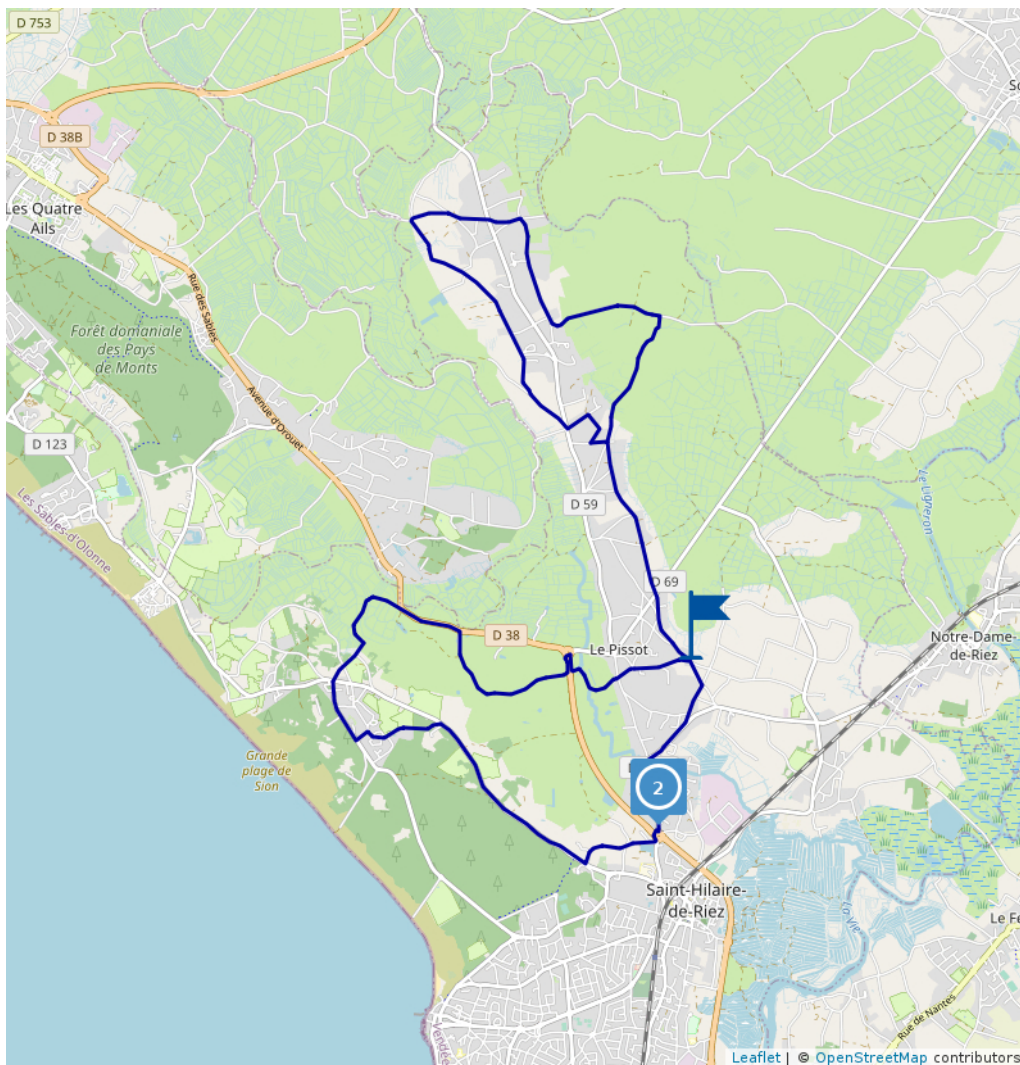 D 753
D 38B
Les Quatre
Ails
Rue des Sables
Forêt domaniale
des Pays
de Monts
Avenue d'Orouet
D 123
Les Sables-d'Olonne
D 59
Le Ligneron
D 69
D 38
Le Pissot
Notre-Dame-
de-Riez
Grande
plage de
Sion
2
Saint-Hilaire-
de-Riez
La Vie
Rue de Nantes
Vendée
Leaflet | © OpenStreetMap contributors